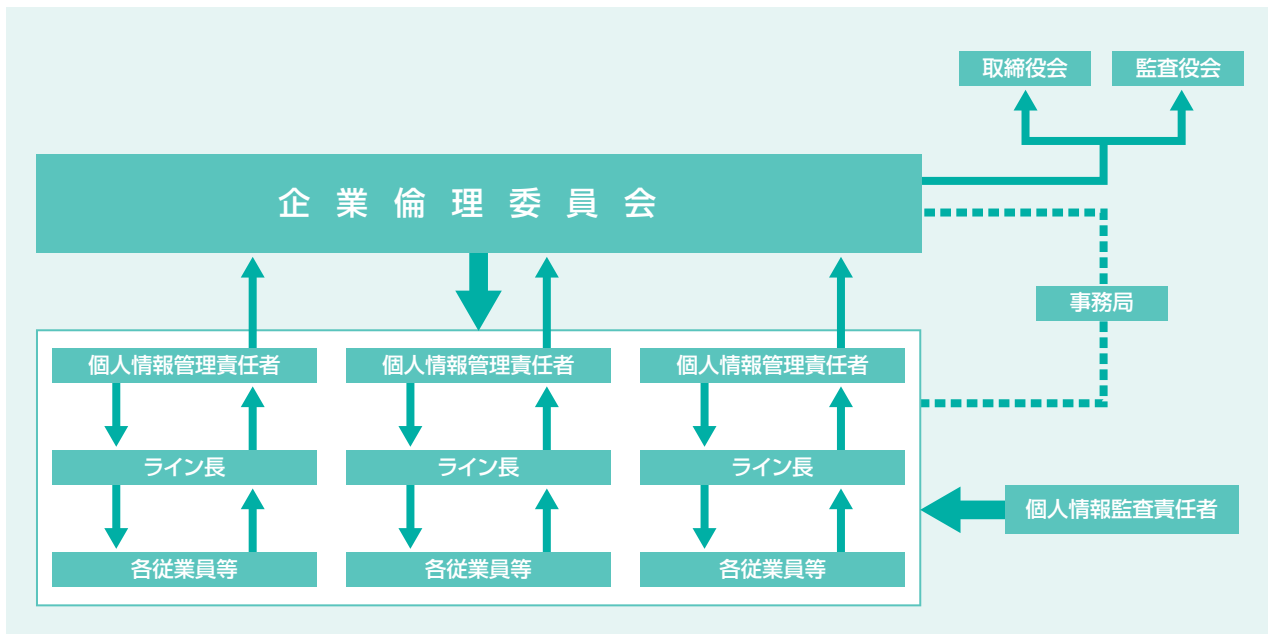 取締役会
監査役会
企業倫理委員会
事務局
個人情報管理責任者
個人情報管理責任者
個人情報管理責任者
ライン長
ライン長
ライン長
個人情報監査責任者
各従業員等
各従業員等
各従業員等